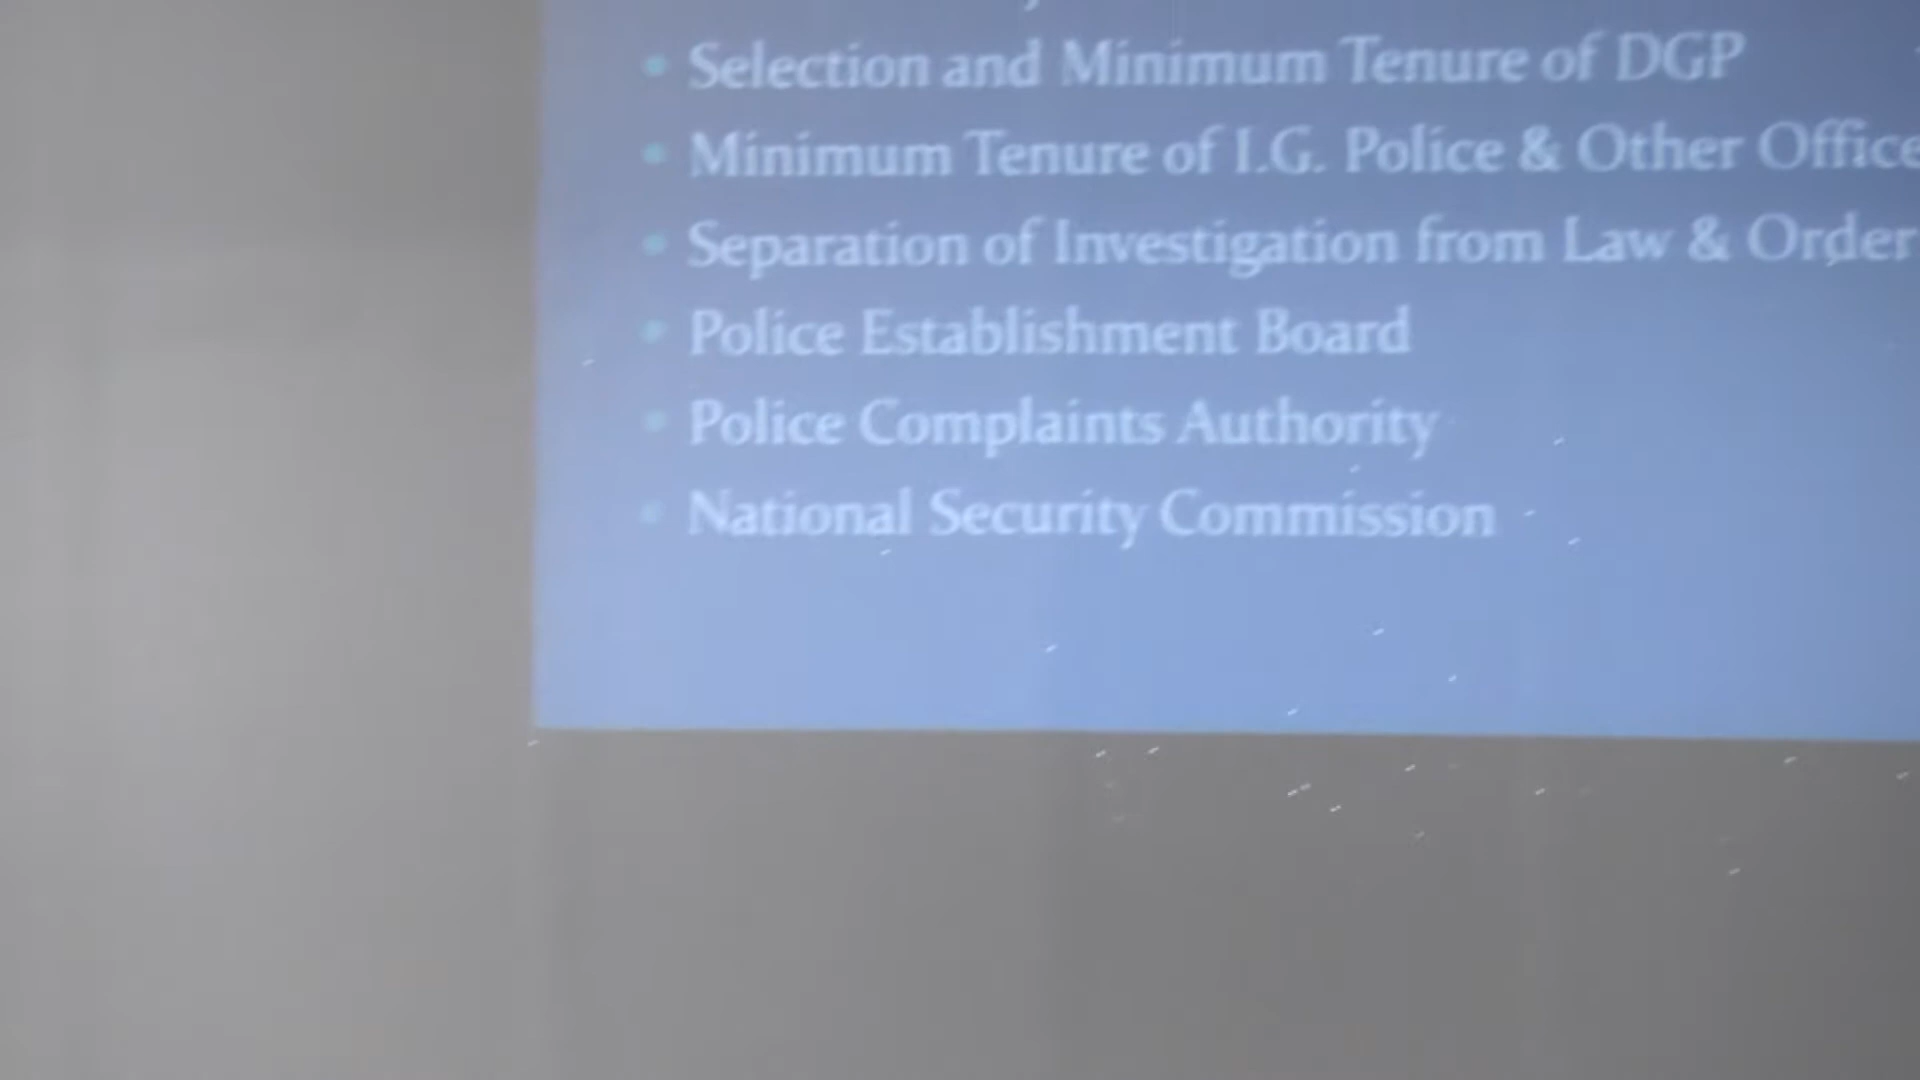 • Selection and Minimum Tenure of DGP
• Minimum Tenure of I.G. Police & Other Office
• Separation of Investigation from Law & Order
• Police Establishment Board
• Police Complaints Authority
• National Security Commission